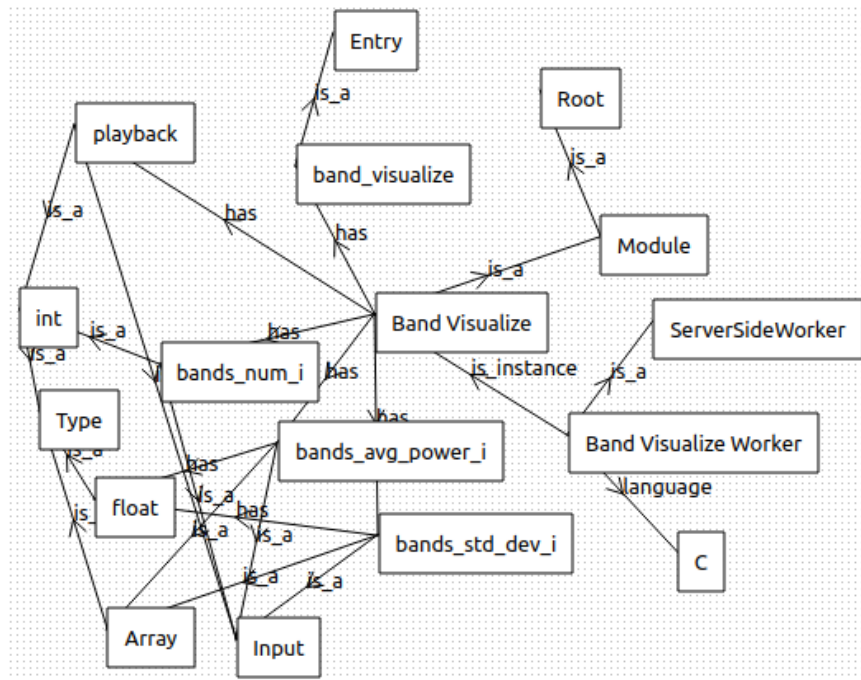 Entry
is_a
Root
playback
is_a
band_visualize
is_a
has
has
Module
is_a
int
Band Visualize
ServerSideWorker
is_a
has
is_a
bands_num_i
has
is_instance
is_a
Type
has
bands_avg_power_i
Band Visualize Worker
has
float
is_a
has
language
is_a
is_a
bands_std_dev_i
C
is_a
is_a
Array
Input